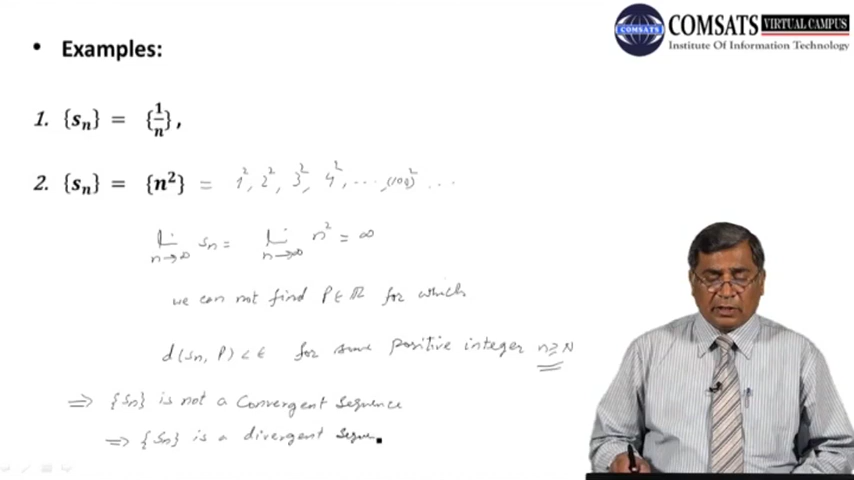 COMSATS VIRTUAL CAMPUS
Institute Of Information Technology
COMSATS
• Examples:
1. {sₙ} = {1/n},
2. {sₙ} = {n²} = 1², 2², 3², 4², ..., (100)² ...
lim n→∞ sₙ = lim n→∞ n² = ∞
we can not find P ∈ ℝ for which
d(sₙ, P) < ϵ for some positive integer n ≥ N
⇒ {sₙ} is not a Convergent sequence
⇒ {sₙ} is a divergent seque